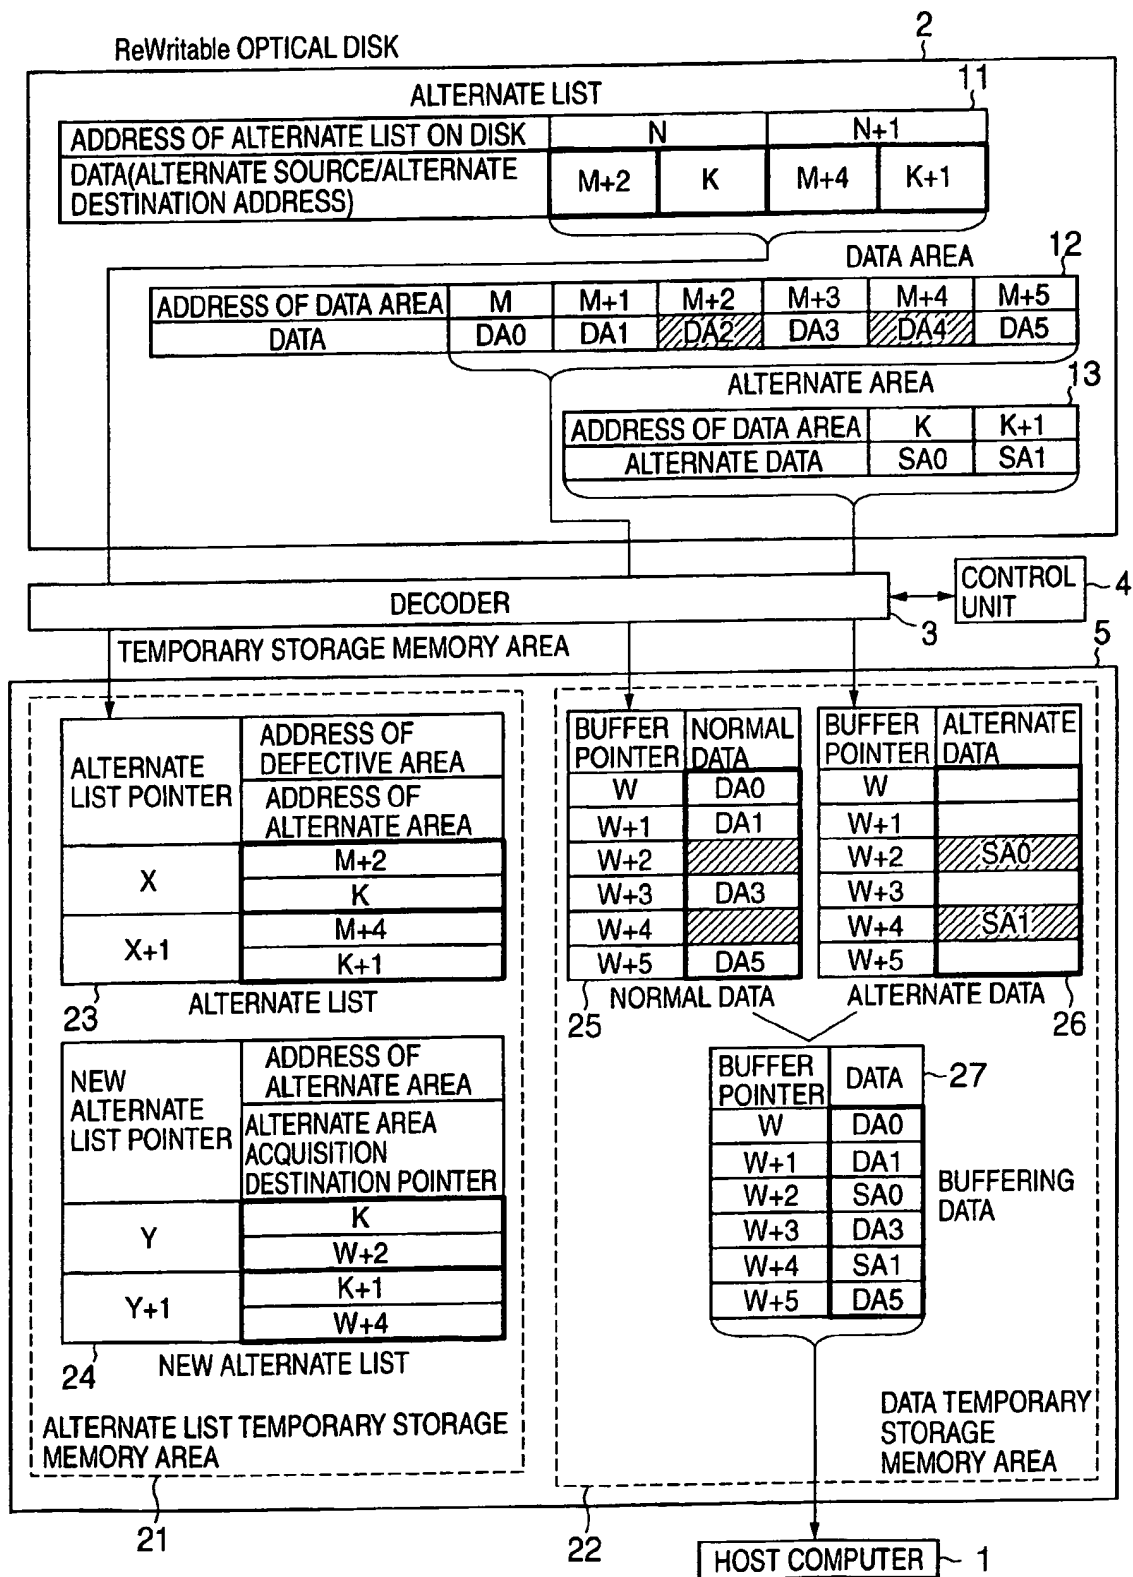 ReWritable OPTICAL DISK
2
ALTERNATE LIST
11
ADDRESS OF ALTERNATE LIST ON DISK N N+1
DATA(ALTERNATE SOURCE/ALTERNATE
DESTINATION ADDRESS)
M+2 K M+4 K+1
DATA AREA
12
ADDRESS OF DATA AREA M M+1 M+2 M+3 M+4 M+5
DATA DA0 DA1 DA2 DA3 DA4 DA5
ALTERNATE AREA
13
ADDRESS OF DATA AREA K K+1
ALTERNATE DATA SA0 SA1
DECODER
3
CONTROL
UNIT
4
TEMPORARY STORAGE MEMORY AREA
5
ALTERNATE
LIST POINTER
ADDRESS OF
DEFECTIVE AREA
ADDRESS OF
ALTERNATE AREA
X
M+2
K
X+1
M+4
K+1
23
ALTERNATE LIST
NEW
ALTERNATE
LIST POINTER
ADDRESS OF
ALTERNATE AREA
ALTERNATE AREA
ACQUISITION
DESTINATION POINTER
Y
K
W+2
Y+1
K+1
W+4
24
NEW ALTERNATE LIST
ALTERNATE LIST TEMPORARY STORAGE
MEMORY AREA
21
BUFFER
POINTER
NORMAL
DATA
W DA0
W+1 DA1
W+2
W+3 DA3
W+4
W+5 DA5
25
NORMAL DATA
BUFFER
POINTER
ALTERNATE
DATA
W
W+1
W+2 SA0
W+3
W+4 SA1
W+5
ALTERNATE DATA
26
BUFFER
POINTER
DATA
27
W DA0
W+1 DA1
W+2 SA0
W+3 DA3
W+4 SA1
W+5 DA5
BUFFERING
DATA
DATA TEMPORARY
STORAGE
MEMORY AREA
22
HOST COMPUTER
1